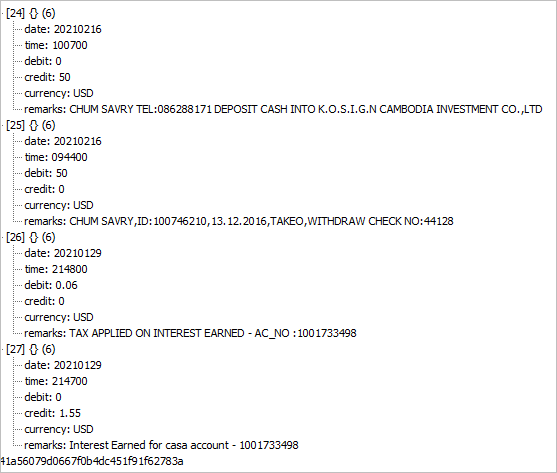 [24] {} (6)
date: 20210216
time: 100700
debit: 0
credit: 50
currency: USD
remarks: CHUM SAVRY TEL:086288171 DEPOSIT CASH INTO K.O.S.I.G.N CAMBODIA INVESTMENT CO.,LTD
[25] {} (6)
date: 20210216
time: 094400
debit: 50
credit: 0
currency: USD
remarks: CHUM SAVRY,ID:100746210,13.12.2016,TAKEO,WITHDRAW CHECK NO:44128
[26] {} (6)
date: 20210129
time: 214800
debit: 0.06
credit: 0
currency: USD
remarks: TAX APPLIED ON INTEREST EARNED - AC_NO :1001733498
[27] {} (6)
date: 20210129
time: 214700
debit: 0
credit: 1.55
currency: USD
remarks: Interest Earned for casa account - 1001733498
41a56079d0667f0b4dc451f91f62783a